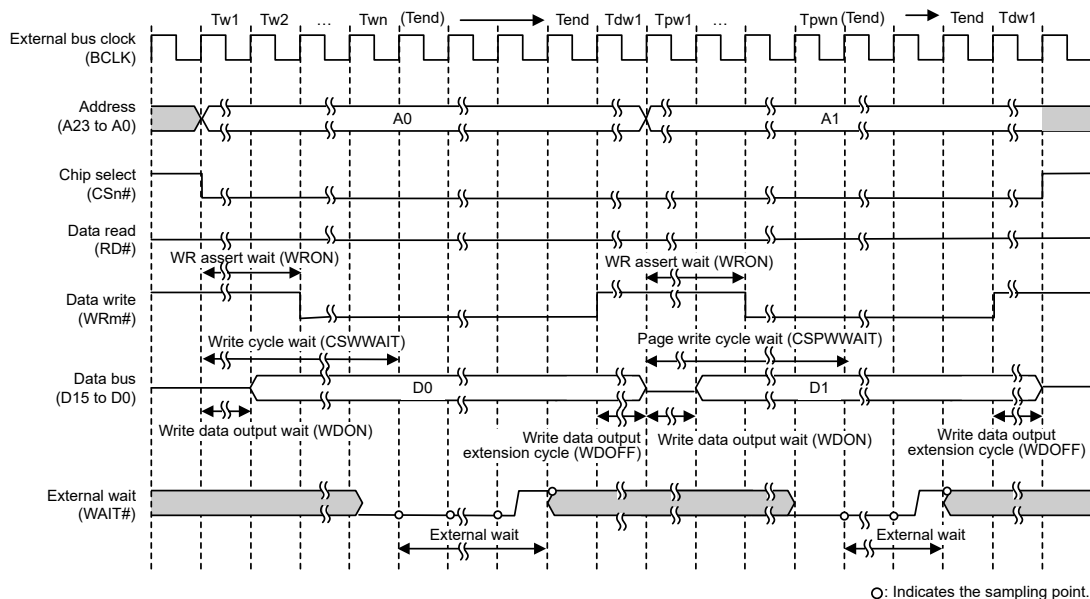 Tw1 Tw2 ... Twn (Tend) Tend Tdw1 Tpw1 ... Tpwn (Tend) Tend Tdw1
External bus clock
(BCLK)
Address
(A23 to A0)
A0 A1
Chip select
(CSn#)
Data read
(RD#)
WR assert wait (WRON) WR assert wait (WRON)
Data write
(WRm#)
Write cycle wait (CSWWAIT) Page write cycle wait (CSPWWAIT)
Data bus
(D15 to D0)
D0 D1
Write data output wait (WDON)
Write data output
extension cycle (WDOFF)
Write data output wait (WDON)
Write data output
extension cycle (WDOFF)
External wait
(WAIT#)
External wait External wait
: Indicates the sampling point.